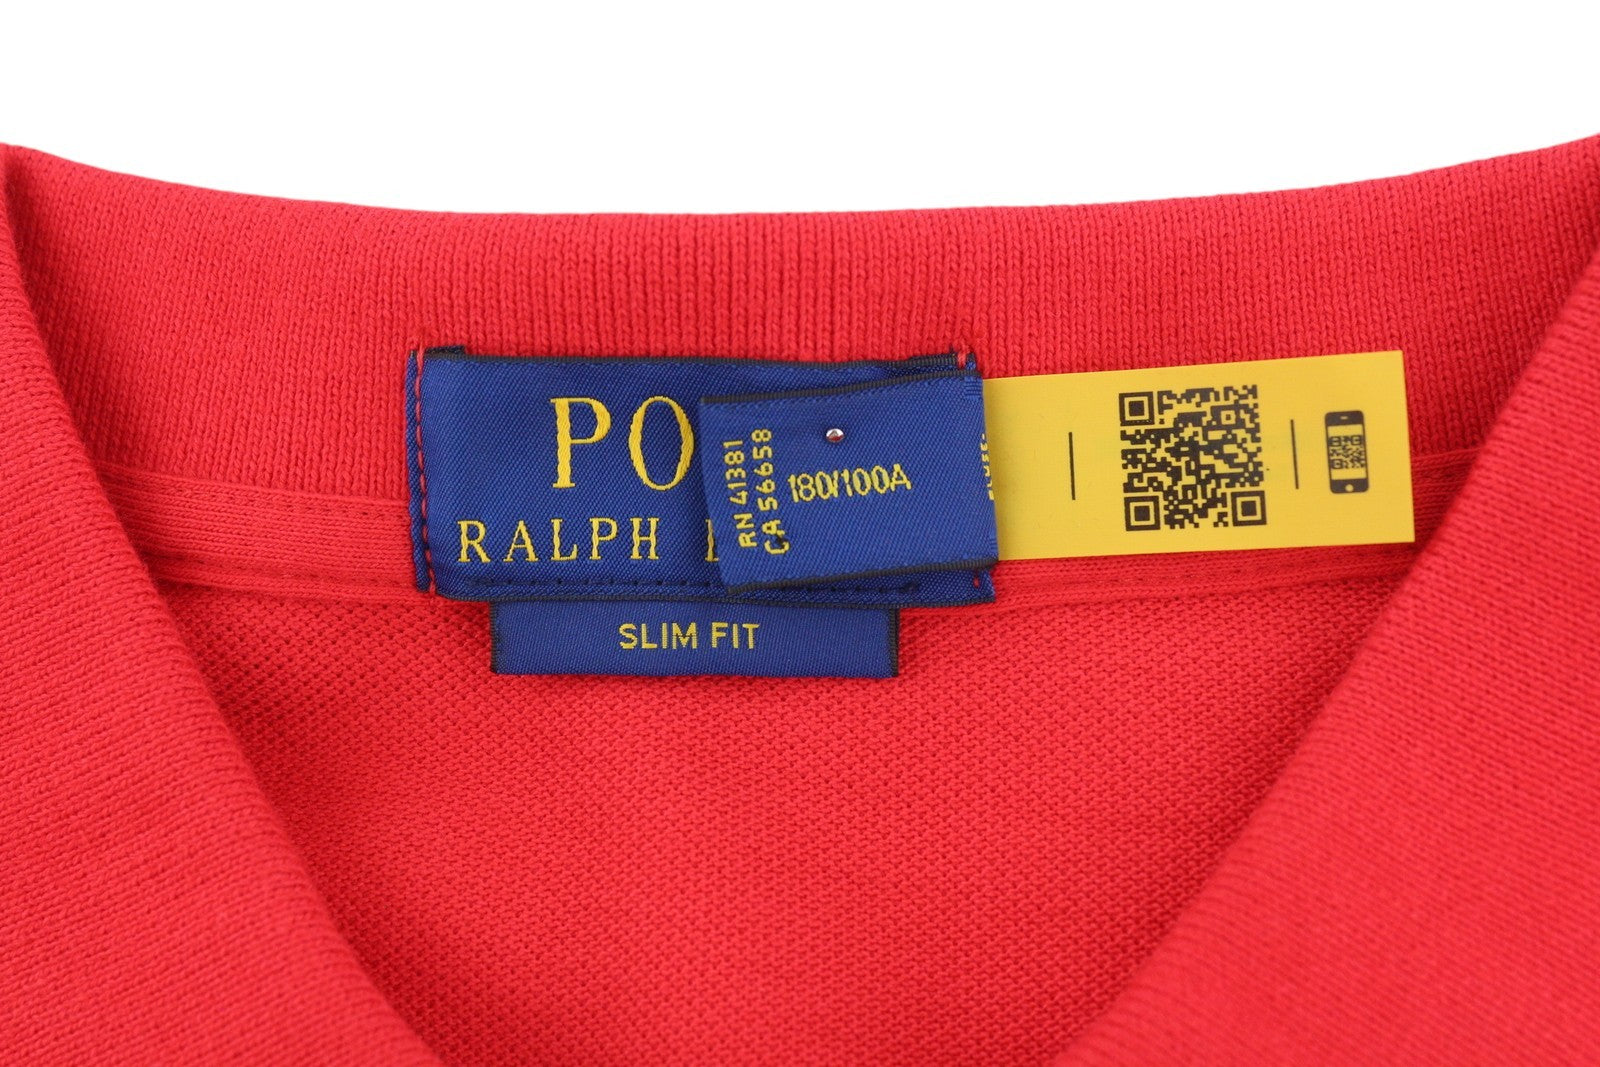 PO
RALPH
RN 41381
CA 56658
180/100A
SLIM FIT